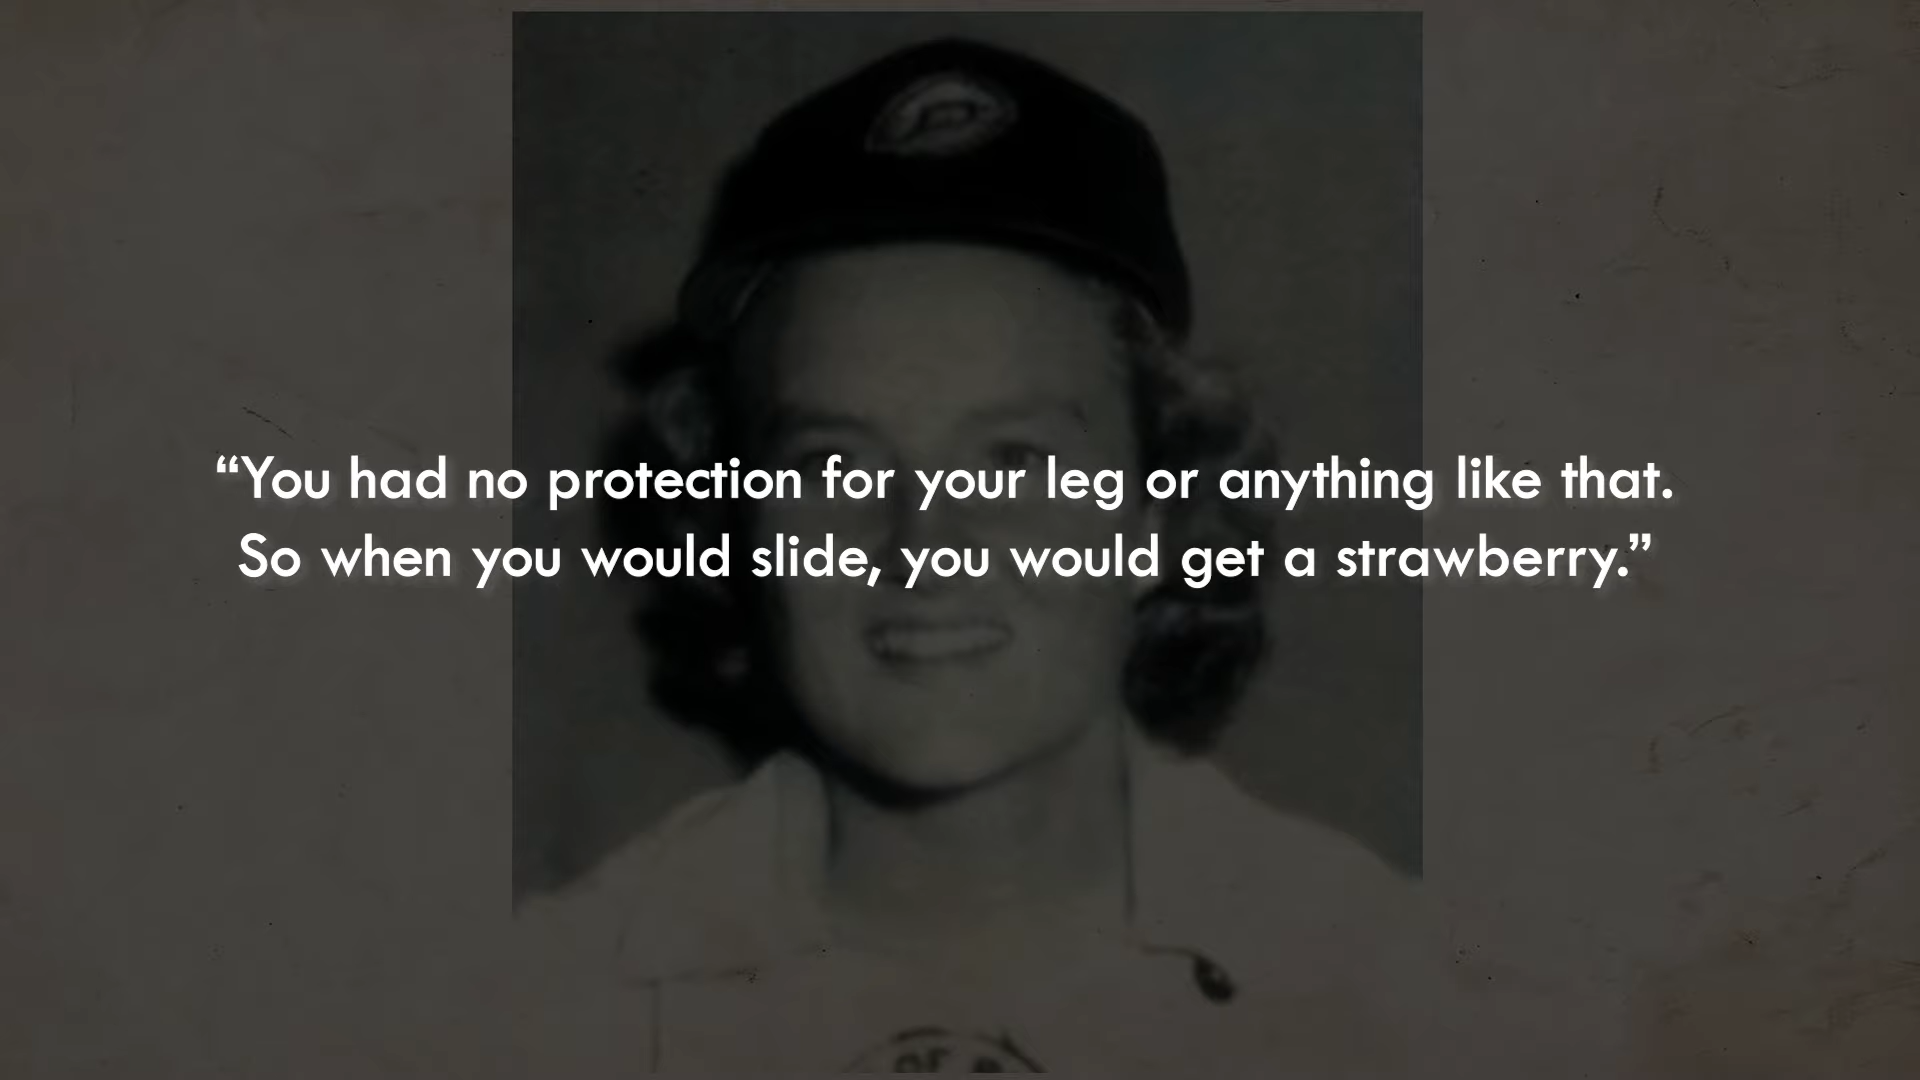 “You had no protection for your leg or anything like that.
So when you would slide, you would get a strawberry.”
OF